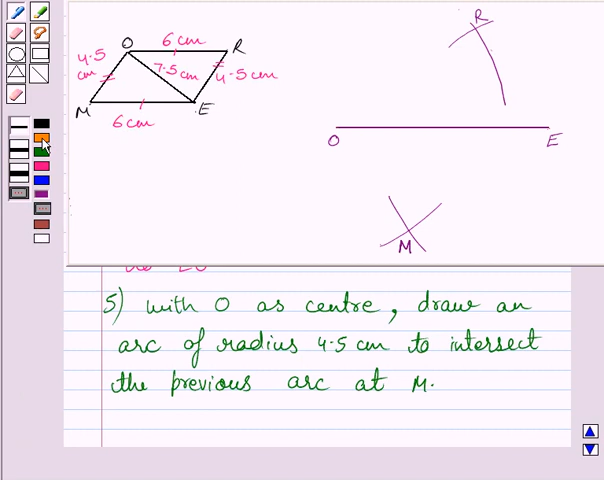 R
6 cm
O
R
4.5
cm
7.5 cm
4.5 cm
M
E
6 cm
O
E
M
5) with O as centre, draw an
arc of radius 4.5 cm to intersect
the previous arc at M.